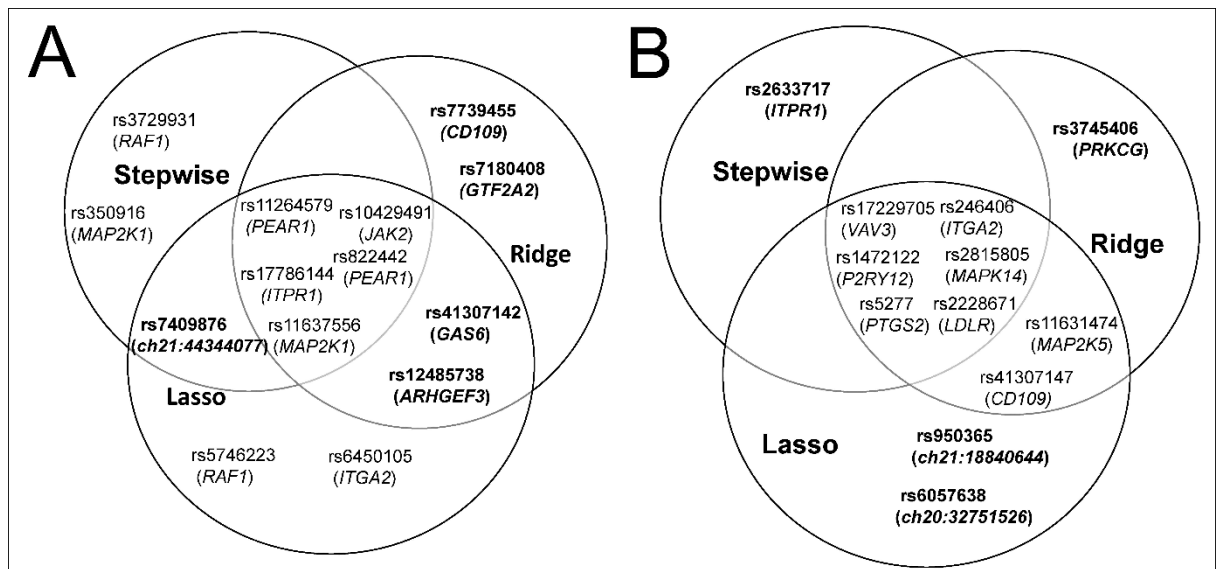 A
rs3729931
(RAF1)
Stepwise
rs350916
(MAP2K1)
rs7739455
(CD109)
rs7180408
(GTF2A2)
Ridge
rs11264579
(PEAR1)
rs10429491
(JAK2)
rs822442
(PEAR1)
rs17786144
(ITPR1)
rs11637556
(MAP2K1)
rs7409876
(ch21:44344077)
rs41307142
(GAS6)
rs12485738
(ARHGEF3)
Lasso
rs5746223
(RAF1)
rs6450105
(ITGA2)
B
rs2633717
(ITPR1)
Stepwise
rs3745406
(PRKCG)
Ridge
rs17229705
(VAV3)
rs246406
(ITGA2)
rs1472122
(P2RY12)
rs2815805
(MAPK14)
rs5277
(PTGS2)
rs2228671
(LDLR)
rs11631474
(MAP2K5)
rs41307147
(CD109)
Lasso
rs950365
(ch21:18840644)
rs6057638
(ch20:32751526)